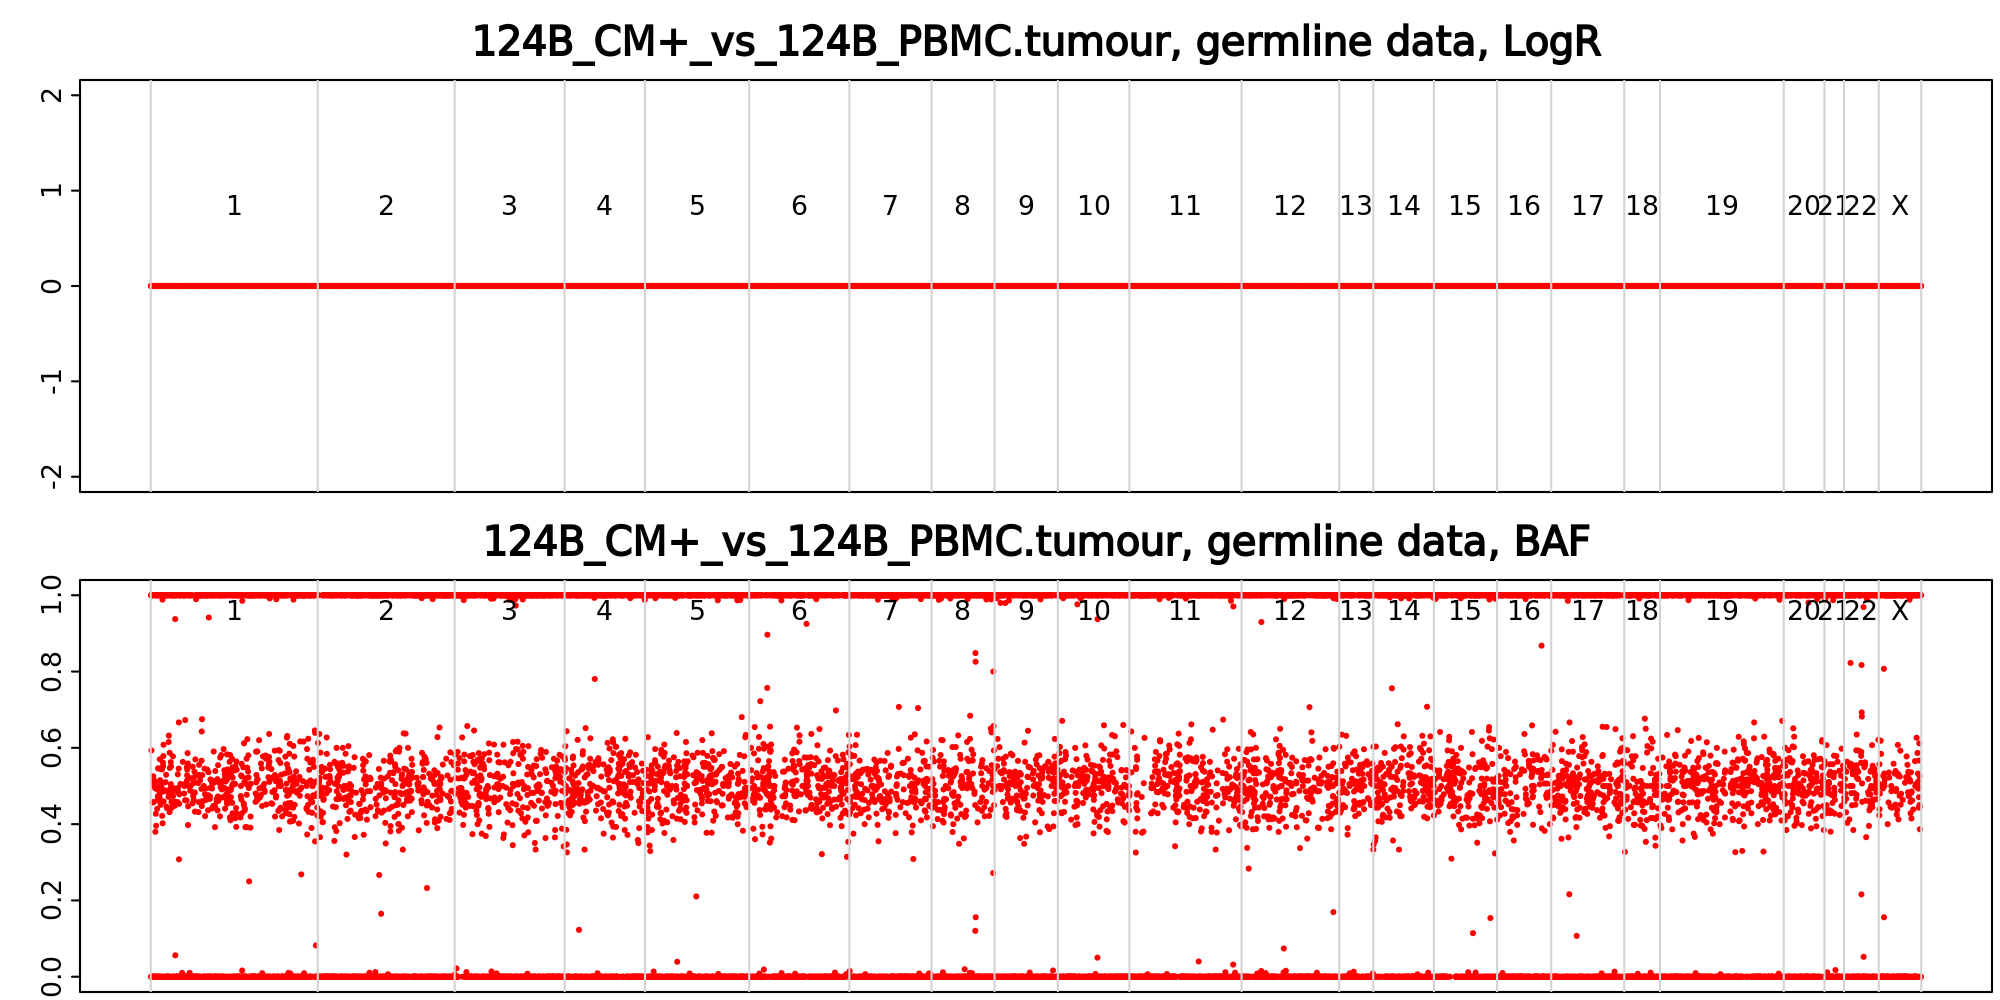 124B_CM+_vs_124B_PBMC.tumour, germline data, LogR
2
1
0
-1
-2
1 2 3 4 5 6 7 8 9 10 11 12 13 14 15 16 17 18 19 20 21 22 X
124B_CM+_vs_124B_PBMC.tumour, germline data, BAF
1.0
0.8
0.6
0.4
0.2
0.0
1 2 3 4 5 6 7 8 9 10 11 12 13 14 15 16 17 18 19 20 21 22 X